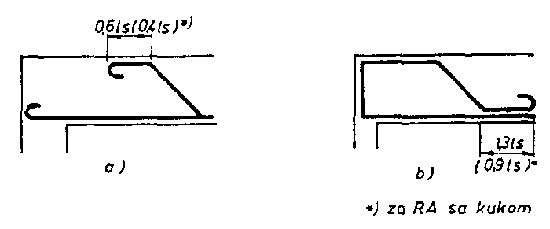 0,6ls(0,4ls)*)
1,3ls
(0,9ls)*
a)
b)
*) za RA sa kukom